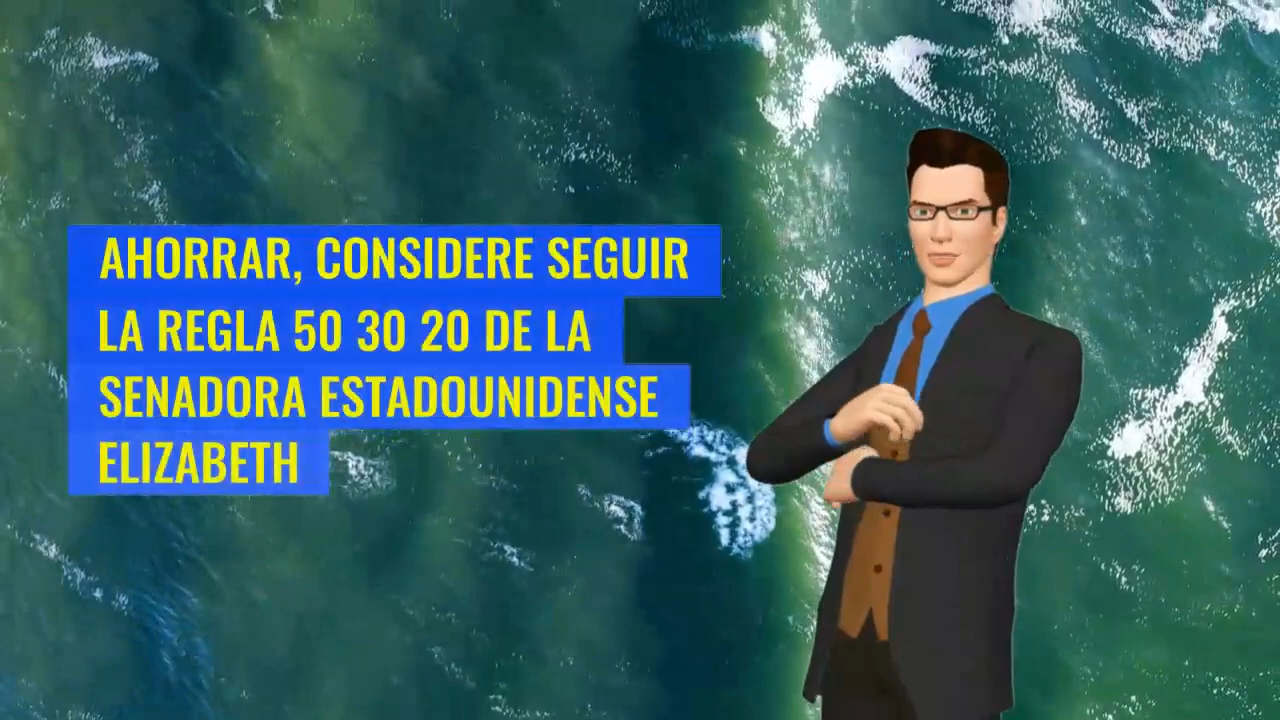 AHORRAR, CONSIDERE SEGUIR
LA REGLA 50 30 20 DE LA
SENADORA ESTADOUNIDENSE
ELIZABETH